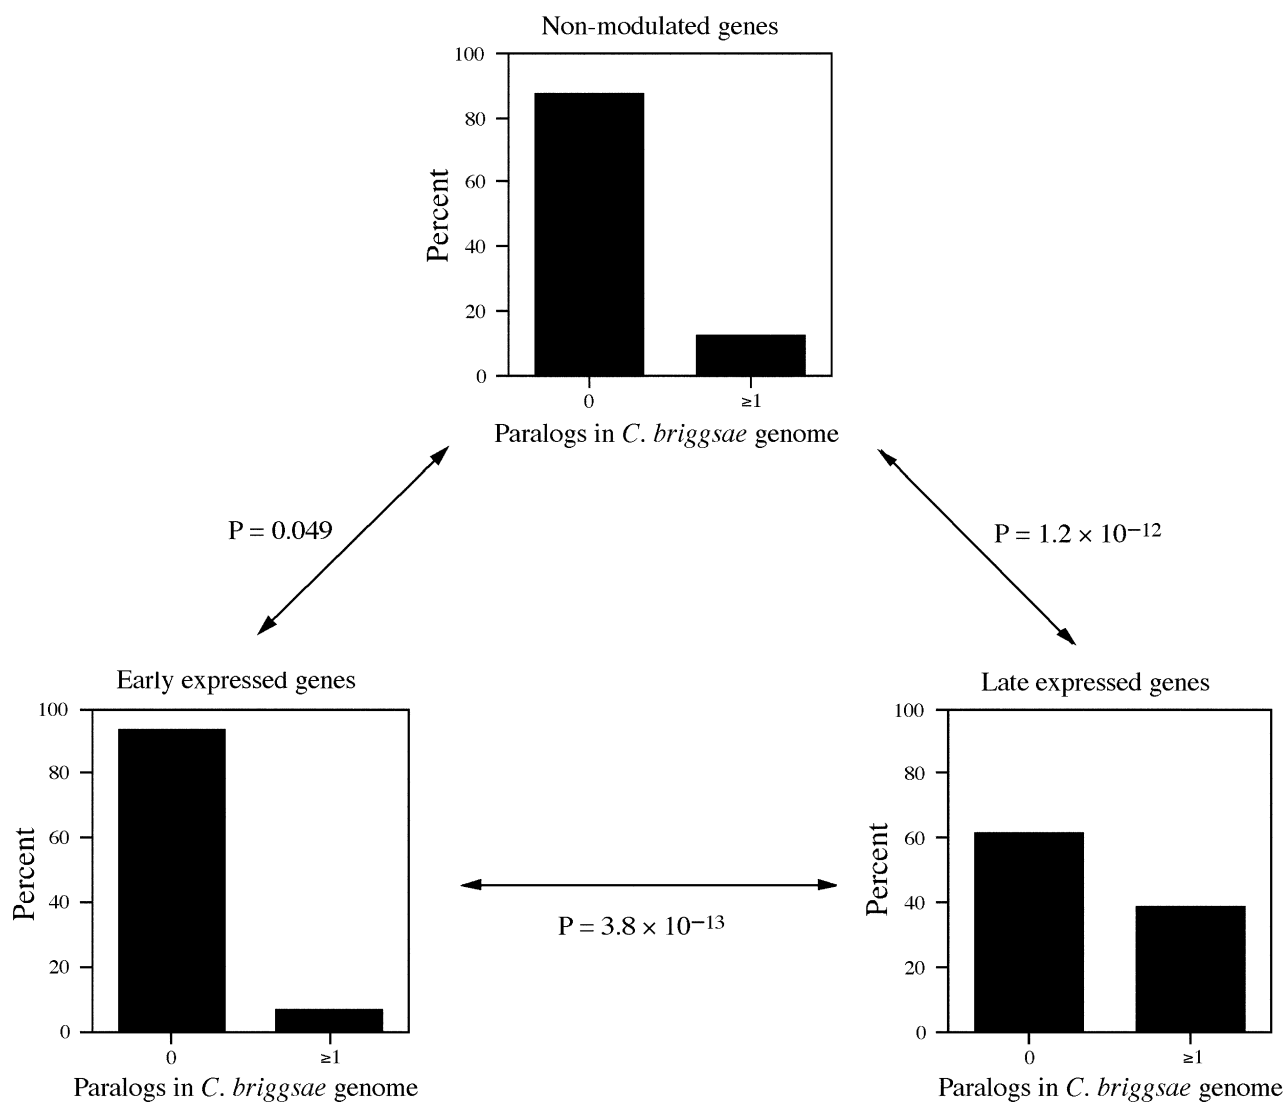 Non-modulated genes
100
80
60
40
20
0
Percent
0 ≥1
Paralogs in C. briggsae genome
P = 0.049
P = 1.2 × 10−12
Early expressed genes
100
80
60
40
20
0
Percent
0 ≥1
Paralogs in C. briggsae genome
P = 3.8 × 10−13
Late expressed genes
100
80
60
40
20
0
Percent
0 ≥1
Paralogs in C. briggsae genome